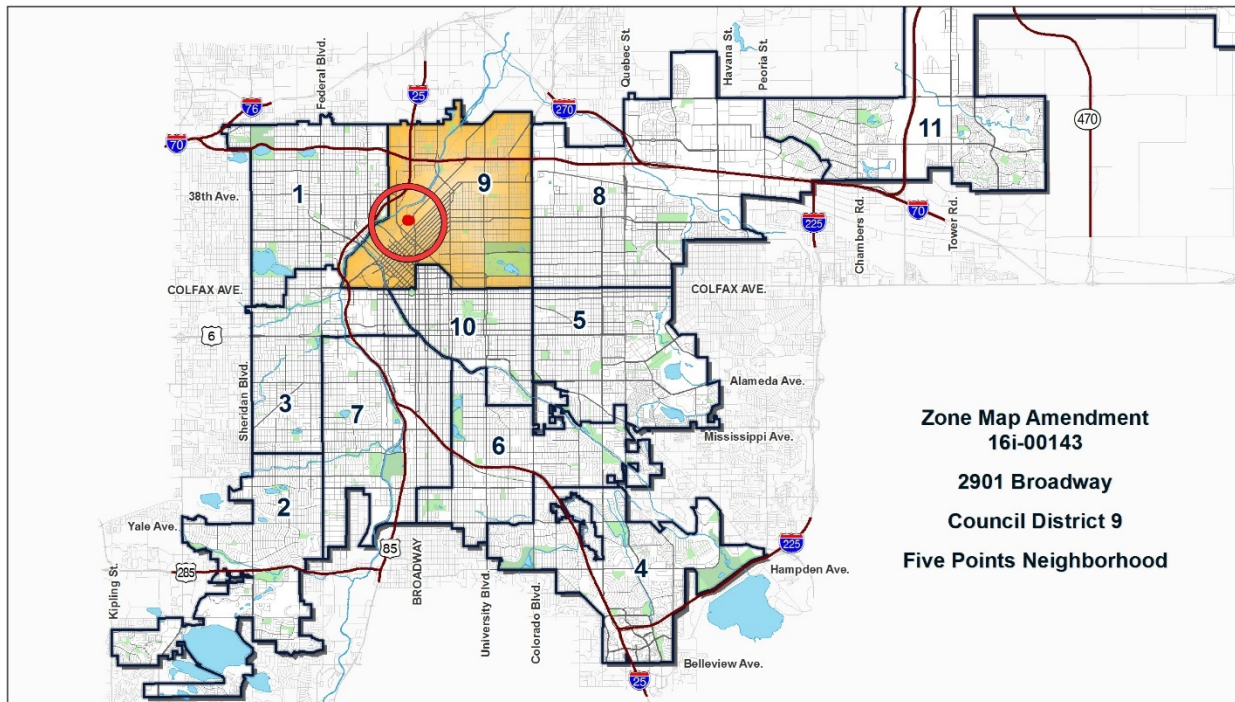 Federal Blvd.
25
76
70
270
Quebec St.
Havana St.
Peoria St.
470
11
1
9
8
38th Ave.
225
Chambers Rd.
70
Tower Rd.
COLFAX AVE.
COLFAX AVE.
6
10
5
Sheridan Blvd.
3
7
Alameda Ave.
6
Mississippi Ave.
Zone Map Amendment
16i-00143
2901 Broadway
Council District 9
Five Points Neighborhood
2
Yale Ave.
285
85
BROADWAY
University Blvd.
Colorado Blvd.
4
225
Hampden Ave.
Kipling St.
Belleview Ave.
25